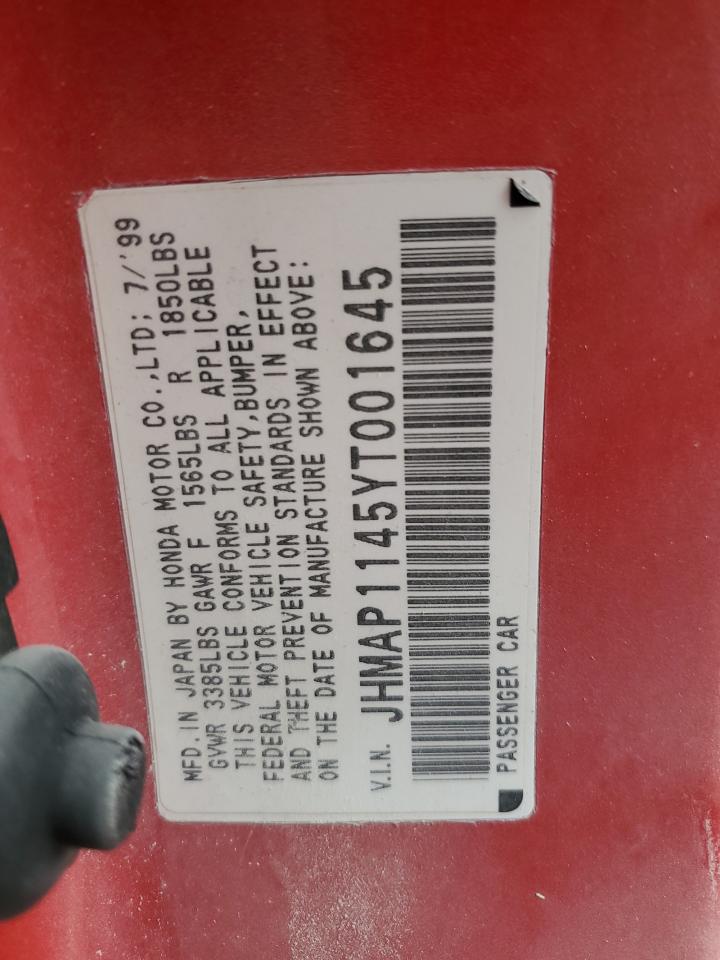 MFD. IN JAPAN BY HONDA MOTOR CO.,LTD; 7/'99
GVWR 3385LBS GAWR F 1565LBS R 1850LBS
THIS VEHICLE CONFORMS TO ALL APPLICABLE
FEDERAL MOTOR VEHICLE SAFETY,BUMPER,
AND THEFT PREVENTION STANDARDS IN EFFECT
ON THE DATE OF MANUFACTURE SHOWN ABOVE:
V.I.N. JHMAP1145YT001645
PASSENGER CAR